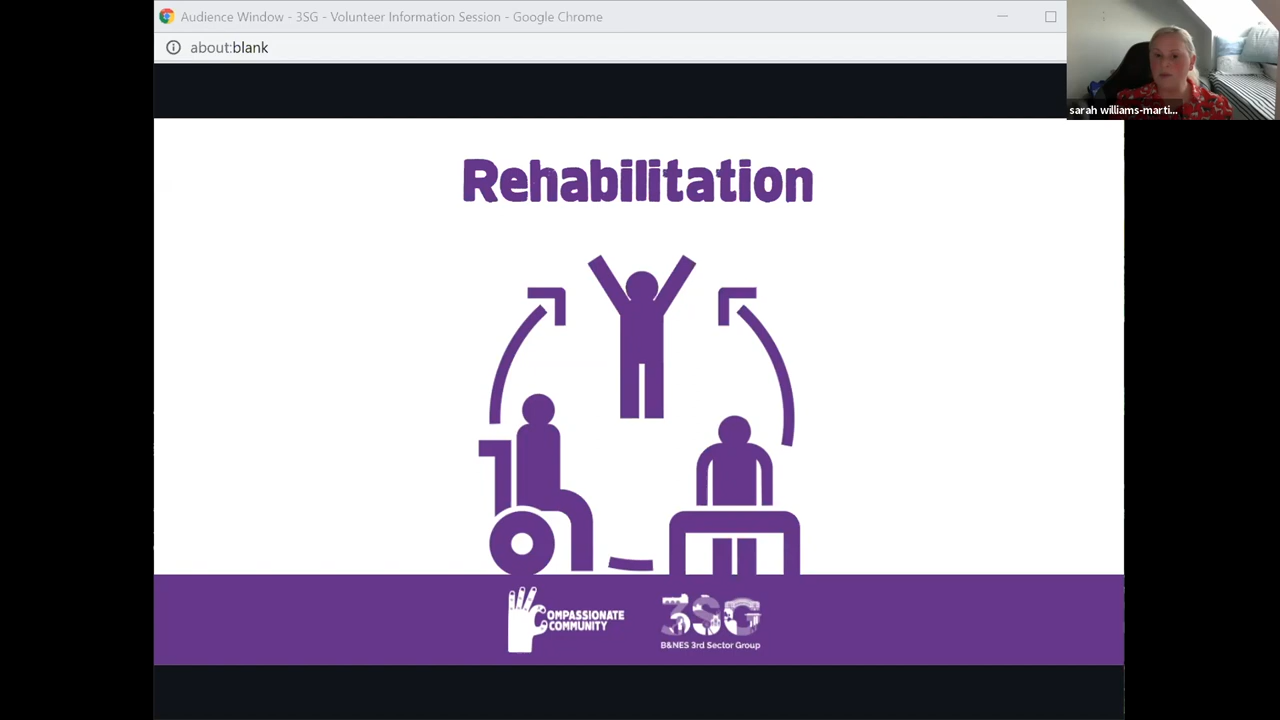 Audience Window - 3SG - Volunteer Information Session - Google Chrome
about:blank
sarah williams-marti...
Rehabilitation
OMPASSIONATE
COMMUNITY
3SG
B&NES 3rd Sector Group